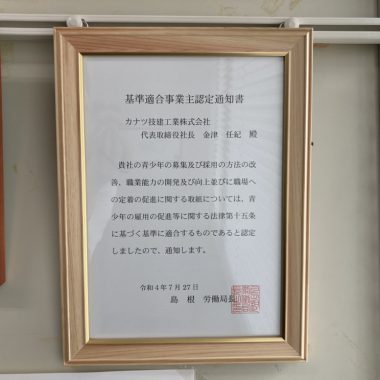 基準適合事業主認定通知書
カナツ技建工業株式会社
代表取締役社長 金津 任紀 殿
貴社の青少年の募集及び採用の方法の改
善、職業能力の開発及び向上並びに職場へ
の定着の促進に関する取組については、青
少年の雇用の促進等に関する法律第十五条
に基づく基準に適合するものであると認定
しましたので、通知します。
令和4年7月27日
島根 労働局長